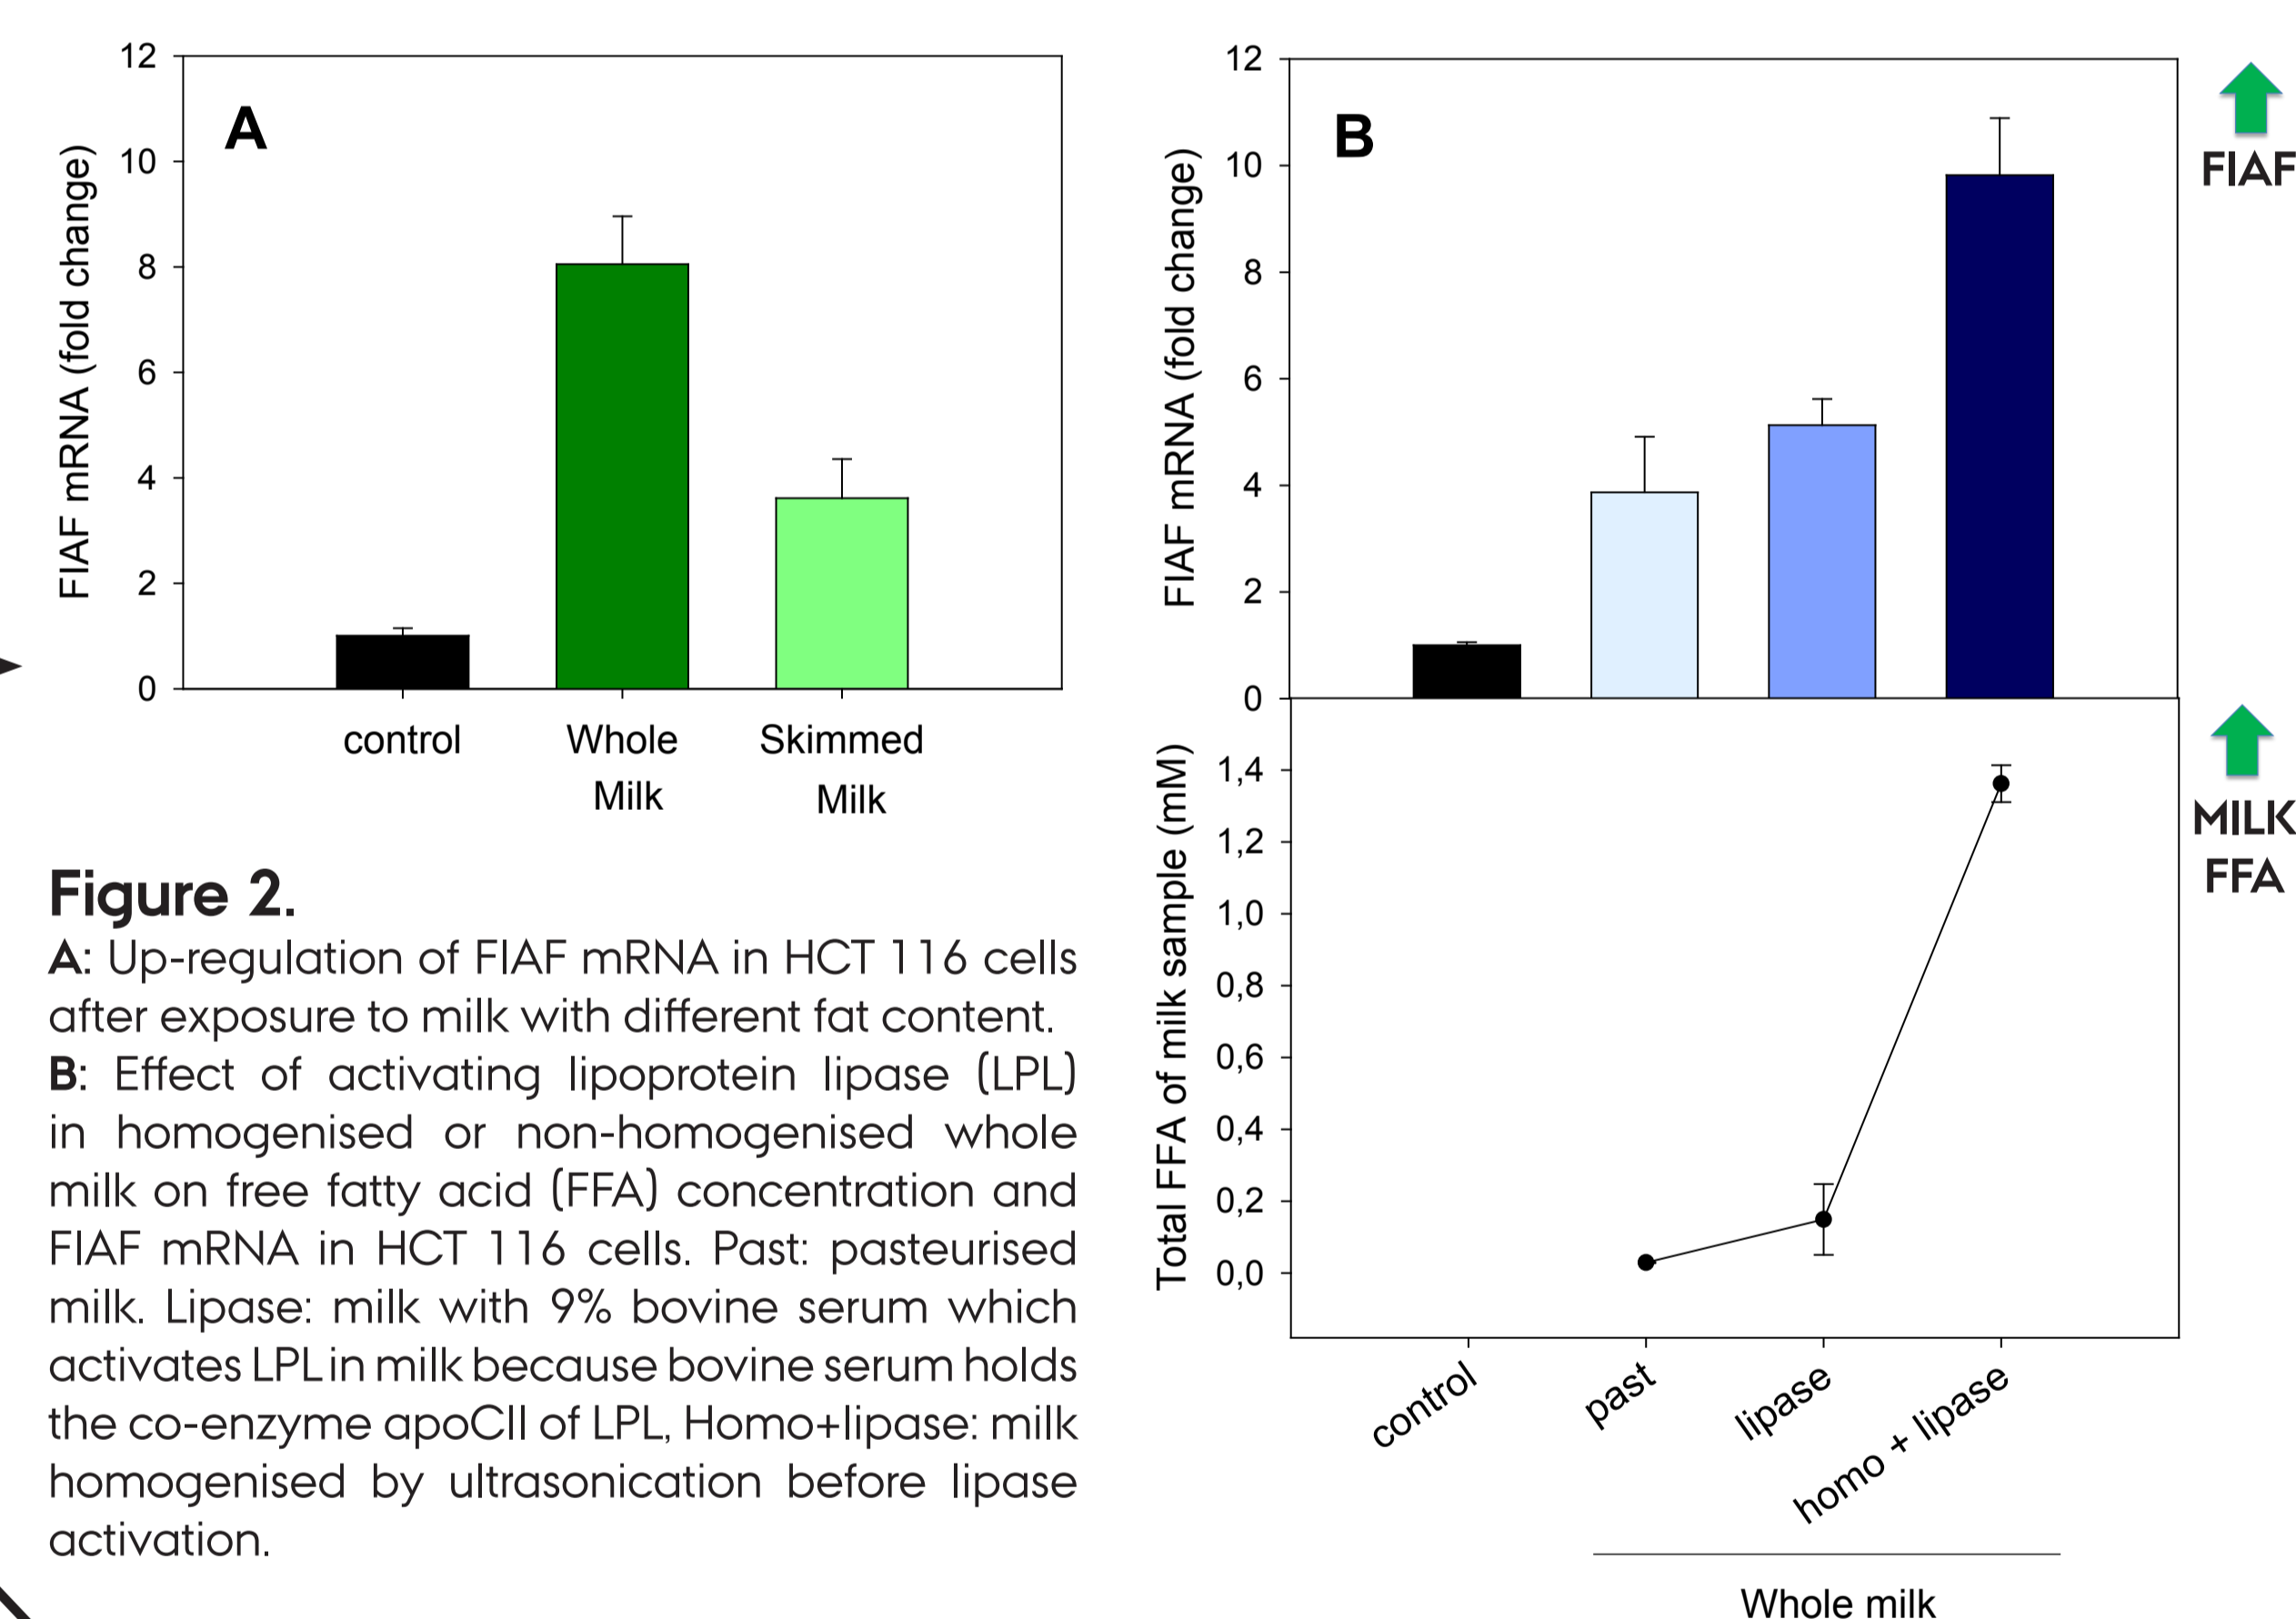 12
10
8
6
4
2
0
FIAF mRNA (fold change)
A
control
Whole
Milk
Skimmed
Milk
Figure 2.
A: Up-regulation of FIAF mRNA in HCT 116 cells
after exposure to milk with different fat content.
B: Effect of activating lipoprotein lipase (LPL)
in homogenised or non-homogenised whole
milk on free fatty acid (FFA) concentration and
FIAF mRNA in HCT 116 cells. Past: pasteurised
milk. Lipase: milk with 9% bovine serum which
activates LPL in milk because bovine serum holds
the co-enzyme apoCII of LPL, Homo+lipase: milk
homogenised by ultrasonication before lipase
activation.
12
10
8
6
4
2
0
FIAF mRNA (fold change)
B
FIAF
1,4
1,2
1,0
0,8
0,6
0,4
0,2
0,0
Total FFA of milk sample (mM)
MILK
FFA
control
past
lipase
homo + lipase
Whole milk